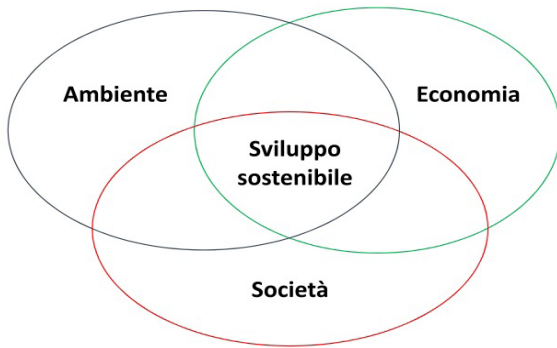 Ambiente
Economia
Sviluppo
sostenibile
Società